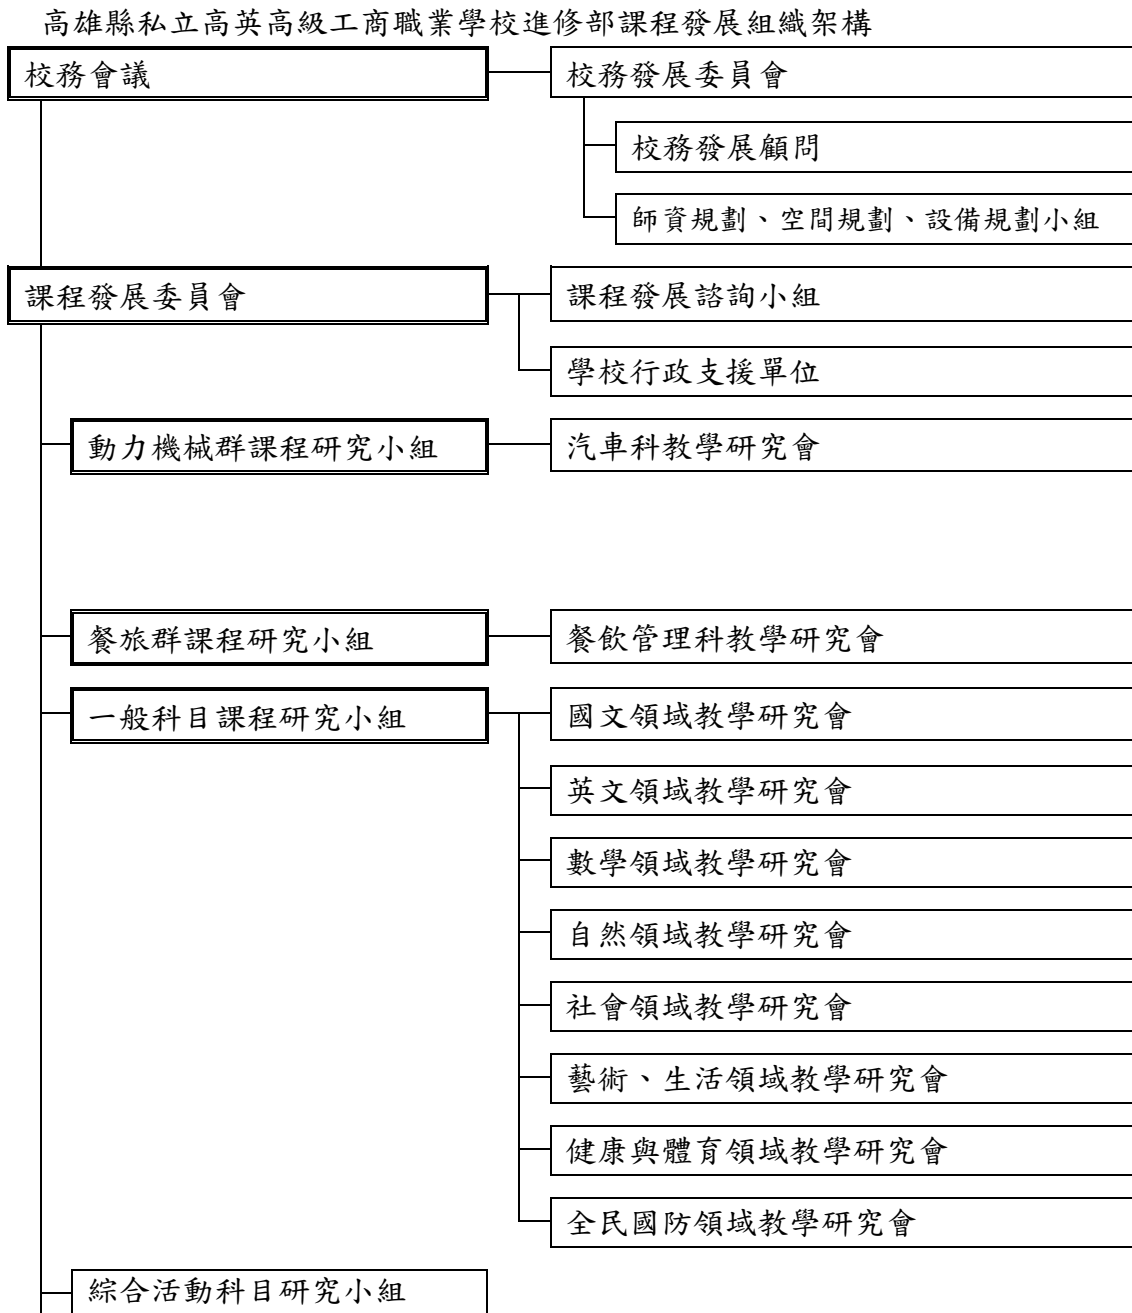 高雄縣私立高英高級工商職業學校進修部課程發展組織架構
校務會議
校務發展委員會
校務發展顧問
師資規劃、空間規劃、設備規劃小組
課程發展委員會
課程發展諮詢小組
學校行政支援單位
動力機械群課程研究小組
汽車科教學研究會
餐旅群課程研究小組
餐飲管理科教學研究會
一般科目課程研究小組
國文領域教學研究會
英文領域教學研究會
數學領域教學研究會
自然領域教學研究會
社會領域教學研究會
藝術、生活領域教學研究會
健康與體育領域教學研究會
全民國防領域教學研究會
綜合活動科目研究小組